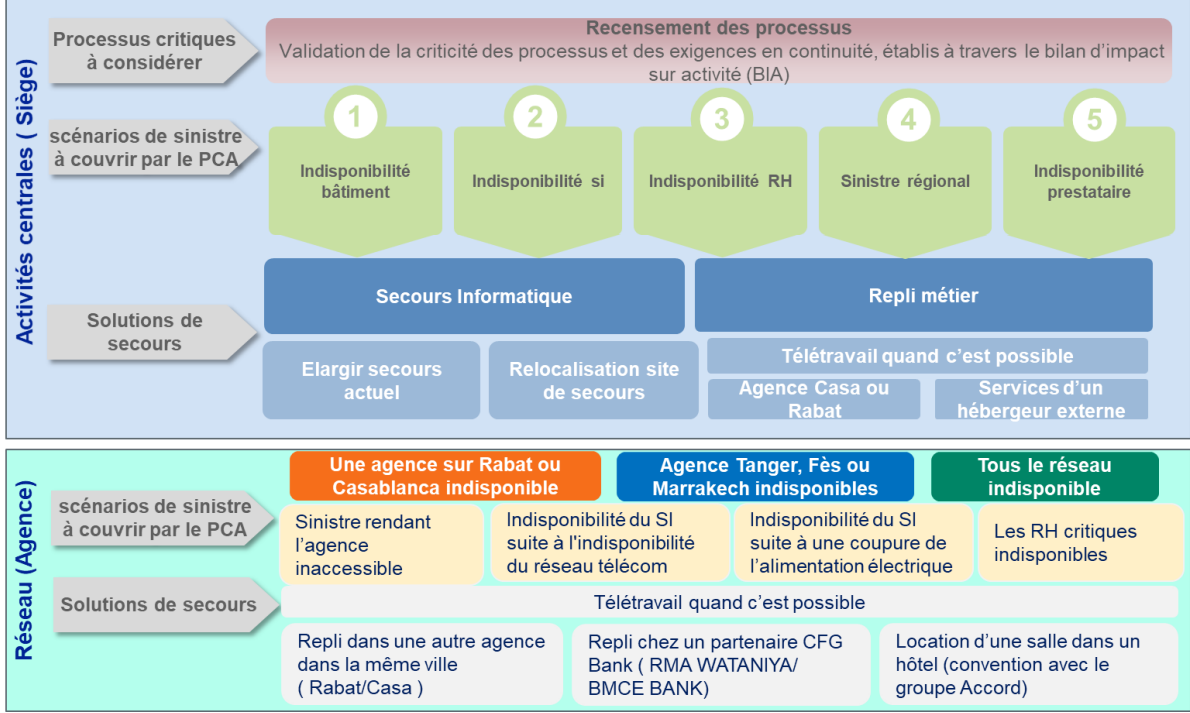 Activités centrales ( Siège)
Processus critiques
à considérer
Recensement des processus
Validation de la criticité des processus et des exigences en continuité, établis à travers le bilan d'impact
sur activité (BIA)
scénarios de sinistre
à couvrir par le PCA
1
Indisponibilité
bâtiment
2
Indisponibilité si
3
Indisponibilité RH
4
Sinistre régional
5
Indisponibilité
prestataire
Solutions de
secours
Secours Informatique
Repli métier
Elargir secours
actuel
Relocalisation site
de secours
Télétravail quand c'est possible
Agence Casa ou
Rabat
Services d'un
hébergeur externe
Réseau (Agence)
scénarios de sinistre
à couvrir par le PCA
Une agence sur Rabat ou
Casablanca indisponible
Agence Tanger, Fès ou
Marrakech indisponibles
Tous le réseau
indisponible
Sinistre rendant
l'agence
inaccessible
Indisponibilité du SI
suite à l'indisponibilité
du réseau télécom
Indisponibilité du SI
suite à une coupure de
l'alimentation électrique
Les RH critiques
indisponibles
Solutions de secours
Télétravail quand c'est possible
Repli dans une autre agence
dans la même ville
( Rabat/Casa )
Repli chez un partenaire CFG
Bank ( RMA WATANIYA/
BMCE BANK)
Location d'une salle dans un
hôtel (convention avec le
groupe Accord)